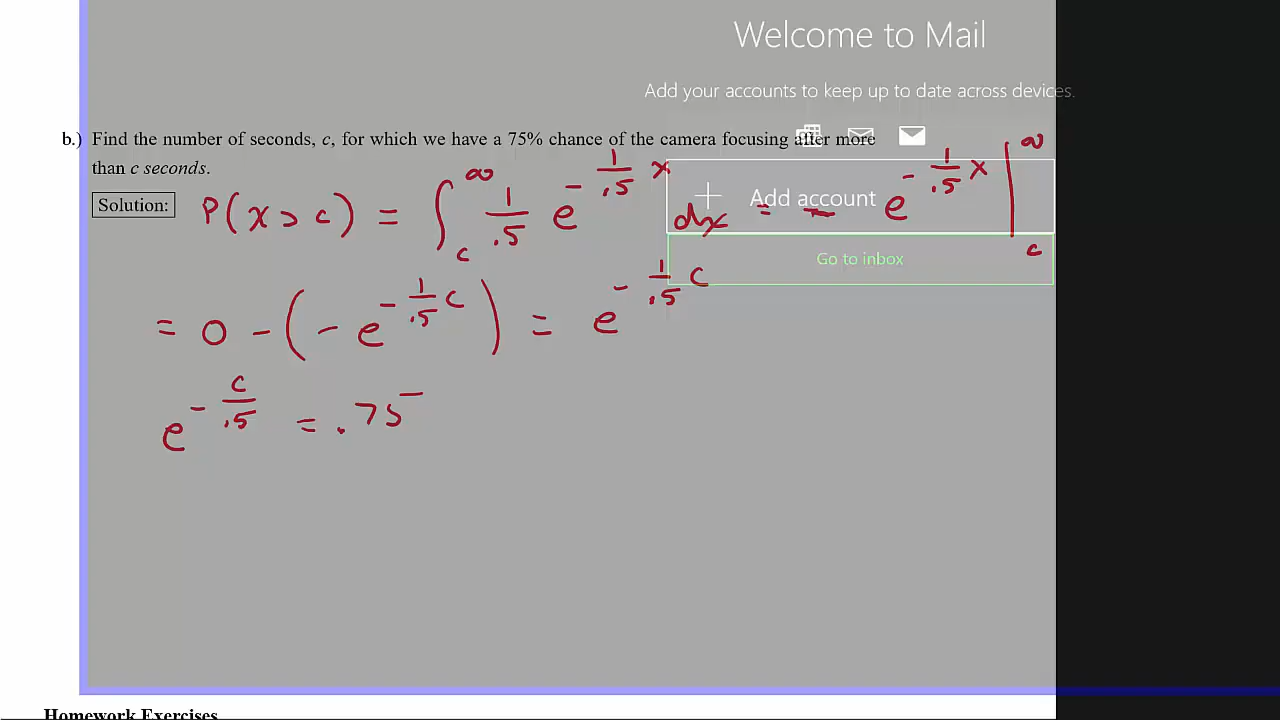 Welcome to Mail
Add your accounts to keep up to date across devices.
b.) Find the number of seconds, c, for which we have a 75% chance of the camera focusing after more
than c seconds.
Solution: P(x > c) = ∫_c^∞ 1/.5 e^{-1/.5 x} dx = - e^{-1/.5 x} |_c^∞
Add account
Go to inbox
= 0 - (-e^{-1/.5 c}) = e^{-1/.5 c}
e^{-c/.5} = .75
Homework Exercises